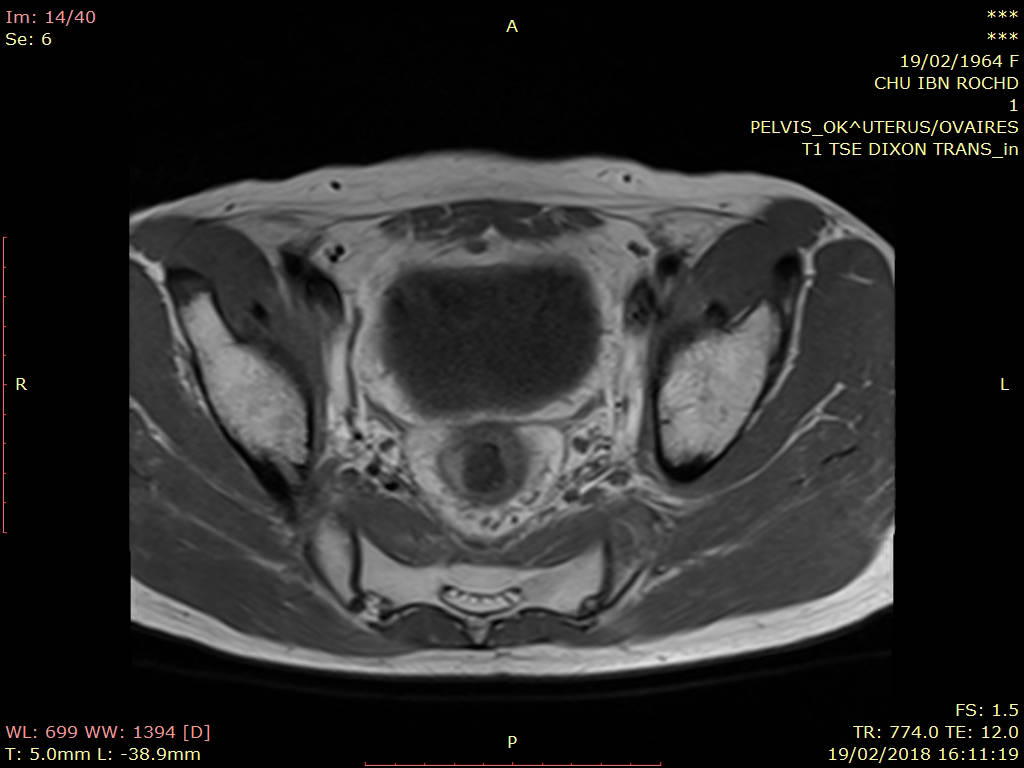 Im: 14/40
Se: 6
A
***
***
19/02/1964 F
CHU IBN ROCHD
1
PELVIS_OK^UTERUS/OVAIRES
T1 TSE DIXON TRANS_in
R
L
WL: 699 WW: 1394 [D]
T: 5.0mm L: -38.9mm
P
FS: 1.5
TR: 774.0 TE: 12.0
19/02/2018 16:11:19